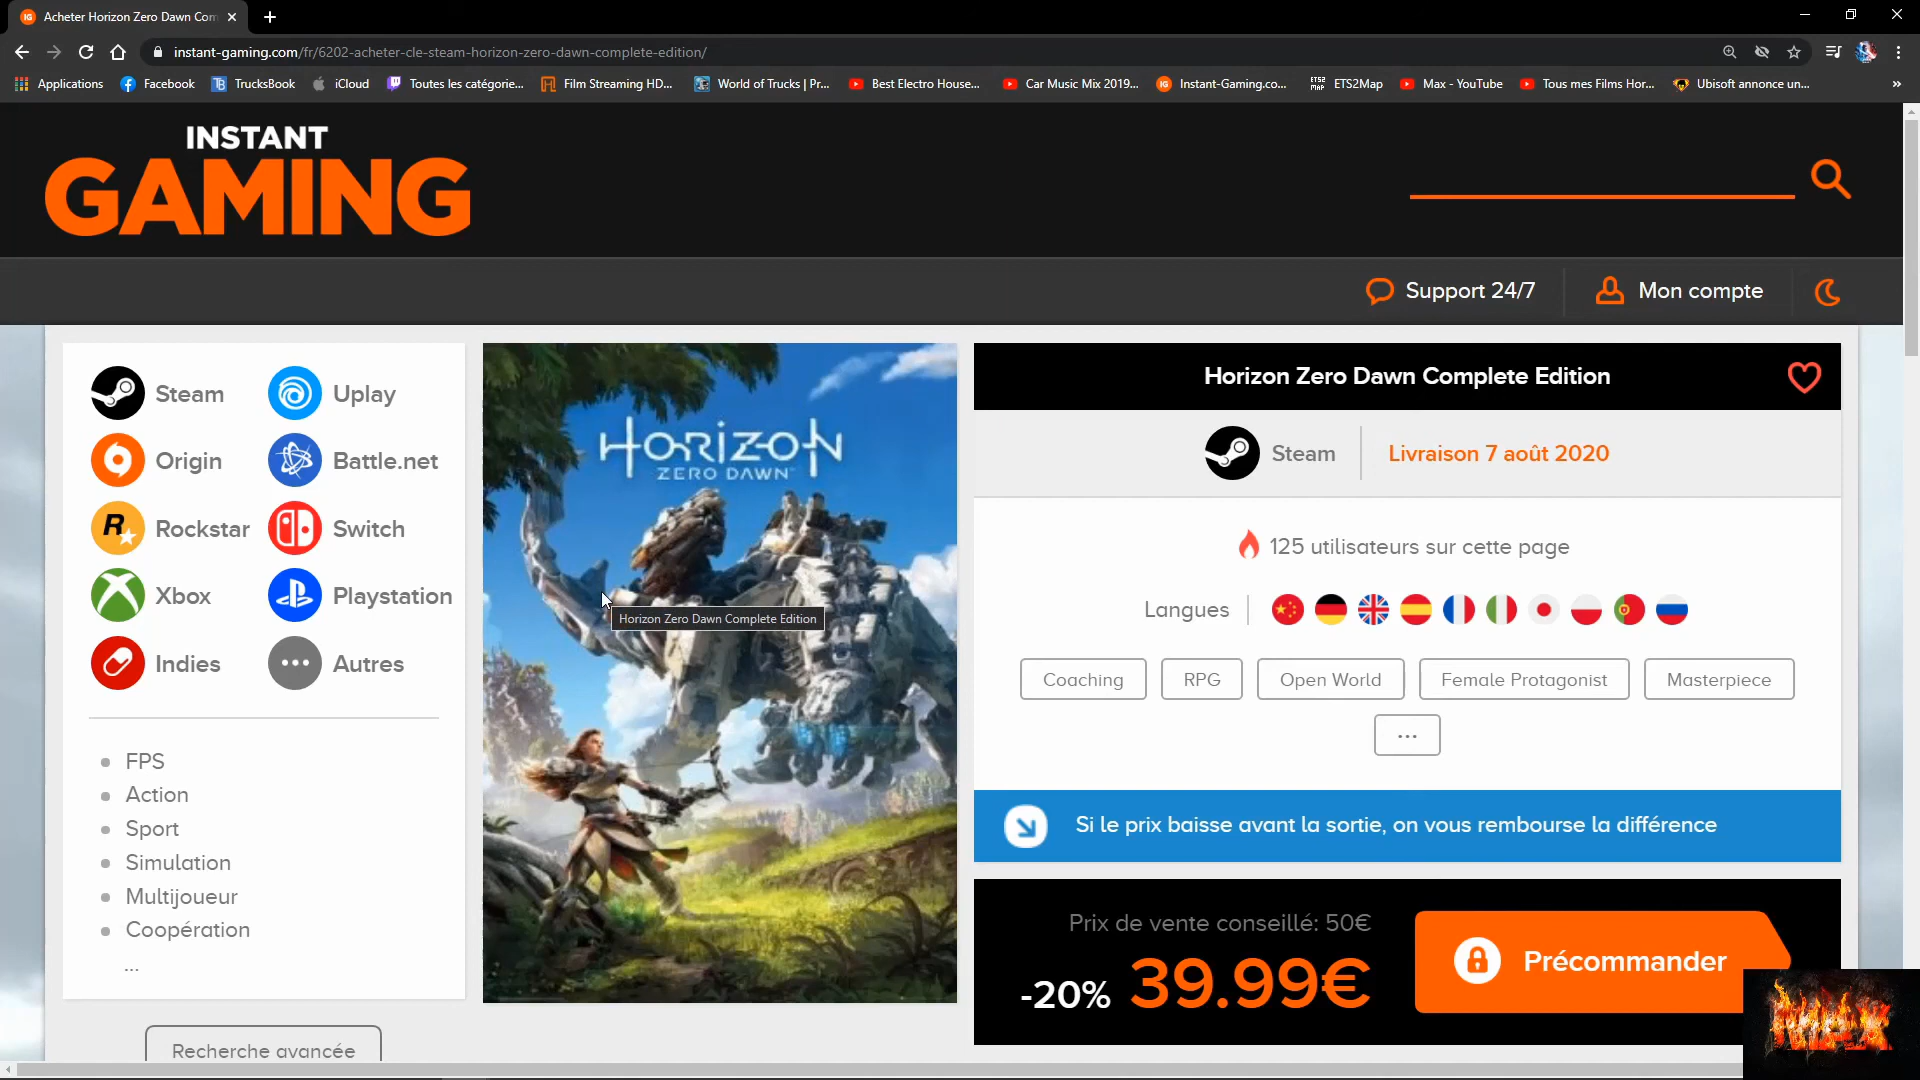 Acheter Horizon Zero Dawn Com
instant-gaming.com/fr/6202-acheter-cle-steam-horizon-zero-dawn-complete-edition/
Applications
Facebook
TrucksBook
iCloud
Toutes les catégorie...
Film Streaming HD...
World of Trucks | Pr...
Best Electro House...
Car Music Mix 2019...
Instant-Gaming.co...
ETS2Map
Max - YouTube
Tous mes Films Hor...
Ubisoft annonce un...
INSTANT
GAMING
Support 24/7
Mon compte
Steam
Uplay
Origin
Battle.net
Rockstar
Switch
Xbox
Playstation
Indies
Autres
FPS
Action
Sport
Simulation
Multijoueur
Coopération
...
Recherche avancée
HORIZON
ZERO DAWN
Horizon Zero Dawn Complete Edition
Horizon Zero Dawn Complete Edition
Steam
Livraison 7 août 2020
125 utilisateurs sur cette page
Langues
Coaching
RPG
Open World
Female Protagonist
Masterpiece
...
Si le prix baisse avant la sortie, on vous rembourse la différence
Prix de vente conseillé: 50€
-20% 39.99€
Précommander